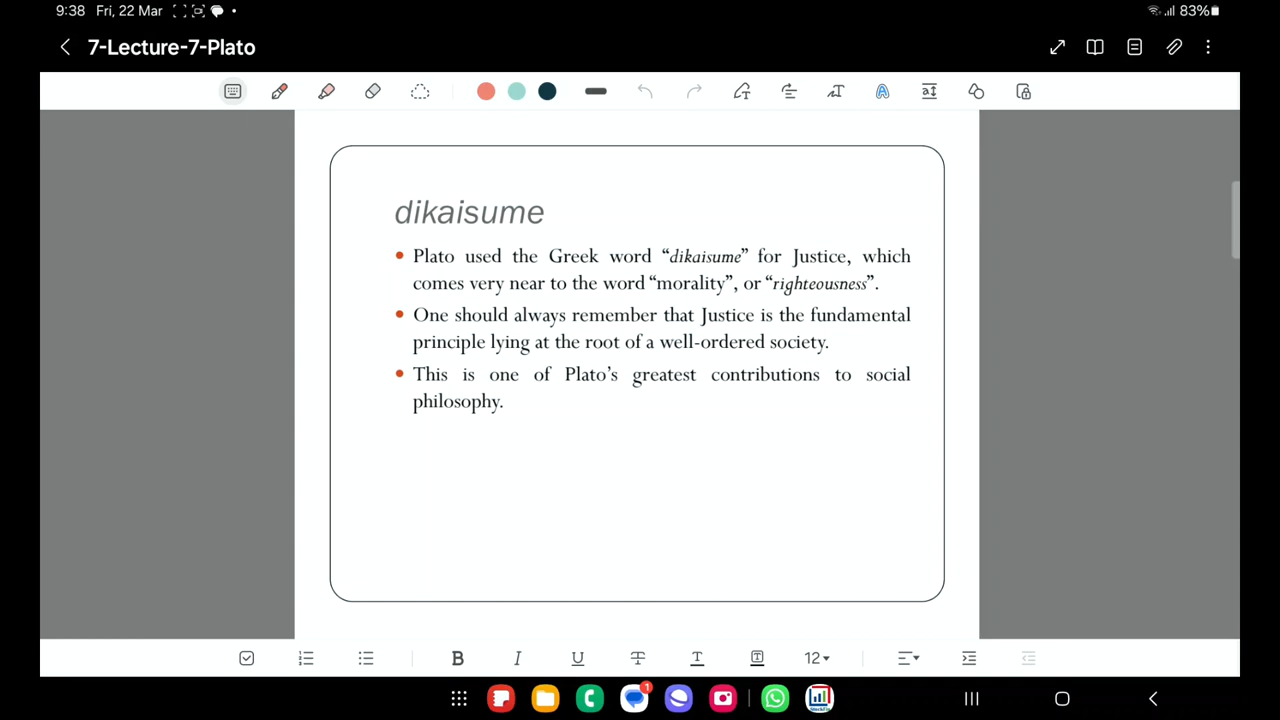 9:38 Fri, 22 Mar
83%
7-Lecture-7-Plato
dikaisume
• Plato used the Greek word “dikaisume” for Justice, which
comes very near to the word “morality”, or “righteousness”.
• One should always remember that Justice is the fundamental
principle lying at the root of a well-ordered society.
• This is one of Plato’s greatest contributions to social
philosophy.
B I U T T T 12
1